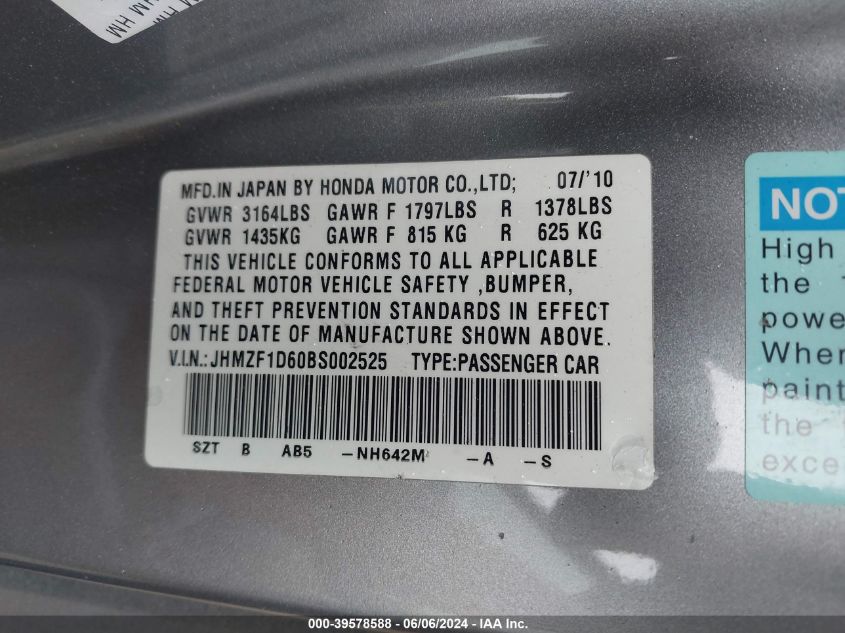 HM HM
MFD.IN JAPAN BY HONDA MOTOR CO.,LTD; 07/'10
GVWR 3164LBS GAWR F 1797LBS R 1378LBS
GVWR 1435KG GAWR F 815 KG R 625 KG
THIS VEHICLE CONFORMS TO ALL APPLICABLE
FEDERAL MOTOR VEHICLE SAFETY ,BUMPER,
AND THEFT PREVENTION STANDARDS IN EFFECT
ON THE DATE OF MANUFACTURE SHOWN ABOVE.
V.I.N.: JHMZF1D60BS002525 TYPE:PASSENGER CAR
SZT B AB5 -NH642M -A -S
NOT
High
the
powe
When
paint
the
exce
000-39578588 - 06/06/2024 - IAA Inc.